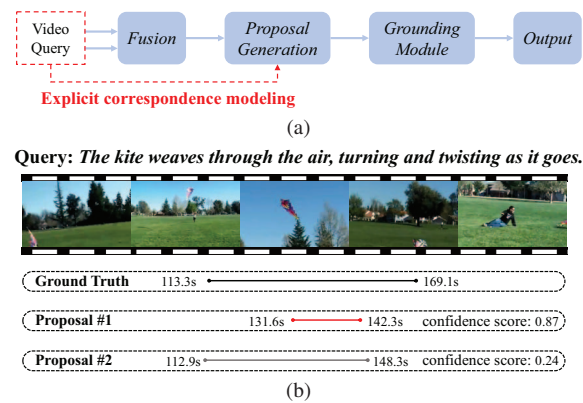 Video
Query
Fusion
Proposal
Generation
Grounding
Module
Output
Explicit correspondence modeling
(a)
Query: The kite weaves through the air, turning and twisting as it goes.
Ground Truth 113.3s 169.1s
Proposal #1 131.6s 142.3s confidence score: 0.87
Proposal #2 112.9s 148.3s confidence score: 0.24
(b)